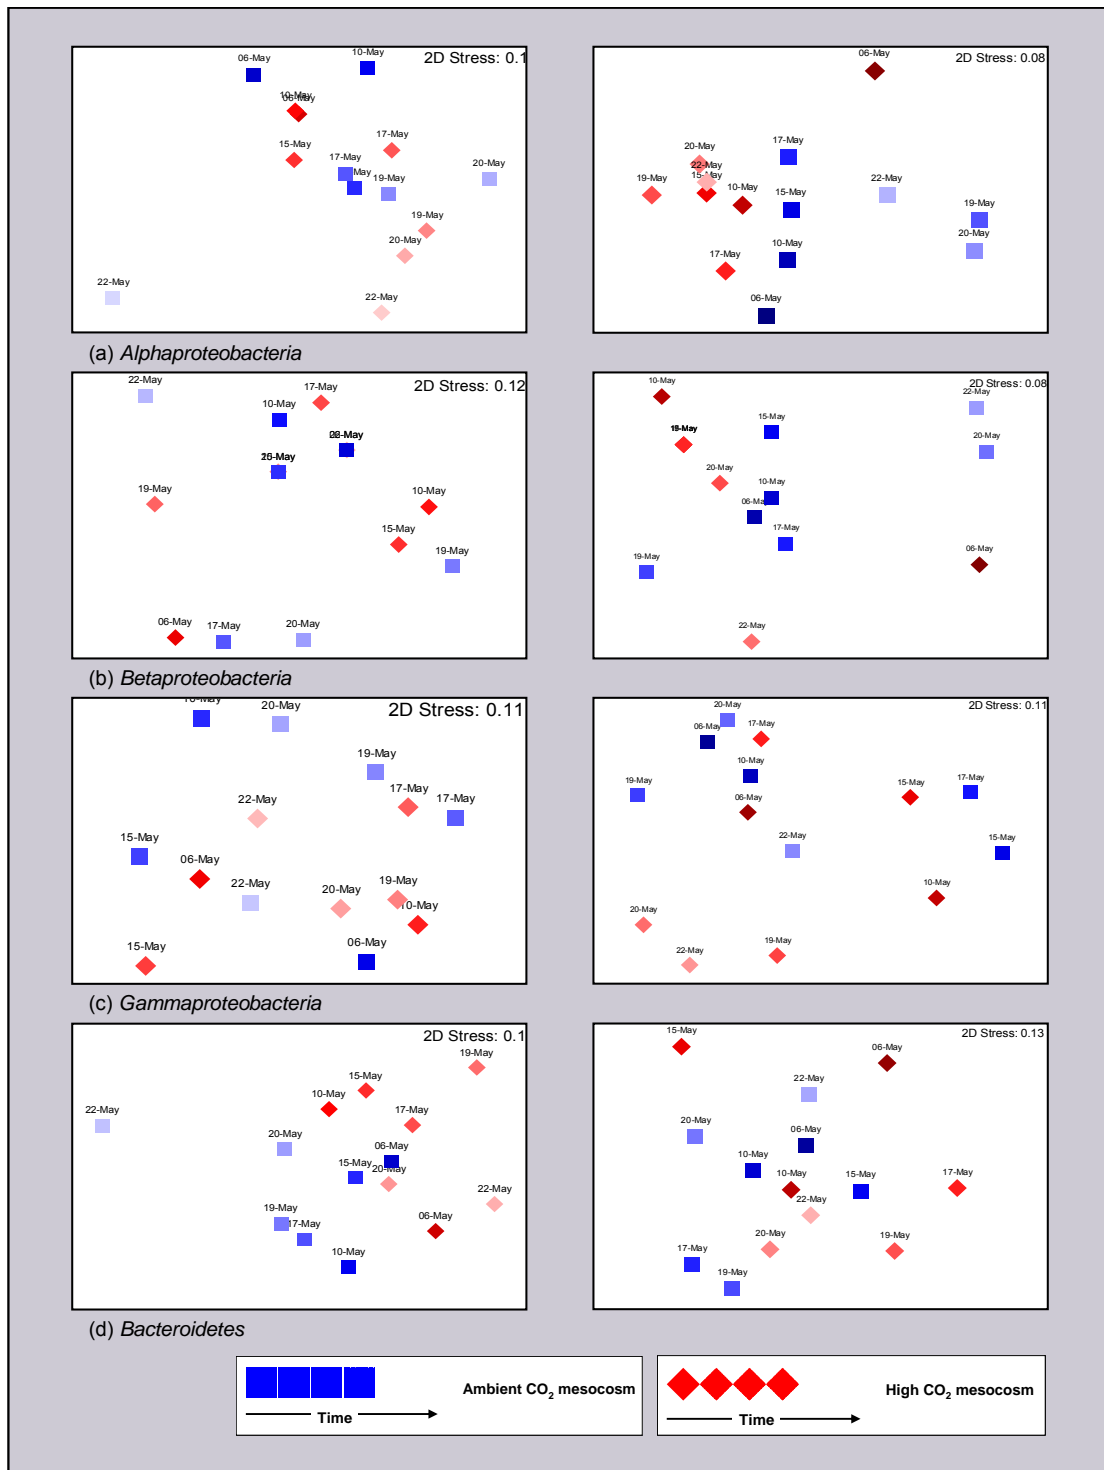 2D Stress: 0.1
06-May
10-May
10-May
15-May
17-May
17-May
19-May
20-May
19-May
20-May
22-May
22-May
2D Stress: 0.08
06-May
17-May
20-May
22-May
15-May
19-May
10-May
15-May
22-May
19-May
20-May
10-May
17-May
06-May
(a) Alphaproteobacteria
2D Stress: 0.12
22-May
17-May
10-May
19-May
10-May
15-May
19-May
06-May
17-May
20-May
2D Stress: 0.08
10-May
22-May
15-May
20-May
20-May
10-May
06-May
17-May
19-May
06-May
22-May
(b) Betaproteobacteria
2D Stress: 0.11
20-May
19-May
17-May
17-May
22-May
15-May
06-May
22-May
20-May
19-May
10-May
15-May
06-May
2D Stress: 0.11
20-May
06-May
17-May
10-May
19-May
15-May
17-May
06-May
22-May
15-May
10-May
20-May
22-May
19-May
(c) Gammaproteobacteria
2D Stress: 0.1
19-May
15-May
10-May
22-May
17-May
20-May
06-May
15-May
20-May
22-May
19-May
17-May
06-May
10-May
2D Stress: 0.13
15-May
06-May
22-May
20-May
06-May
10-May
10-May
15-May
17-May
22-May
20-May
19-May
17-May
19-May
(d) Bacteroidetes
Ambient CO2 mesocosm
Time
High CO2 mesocosm
Time